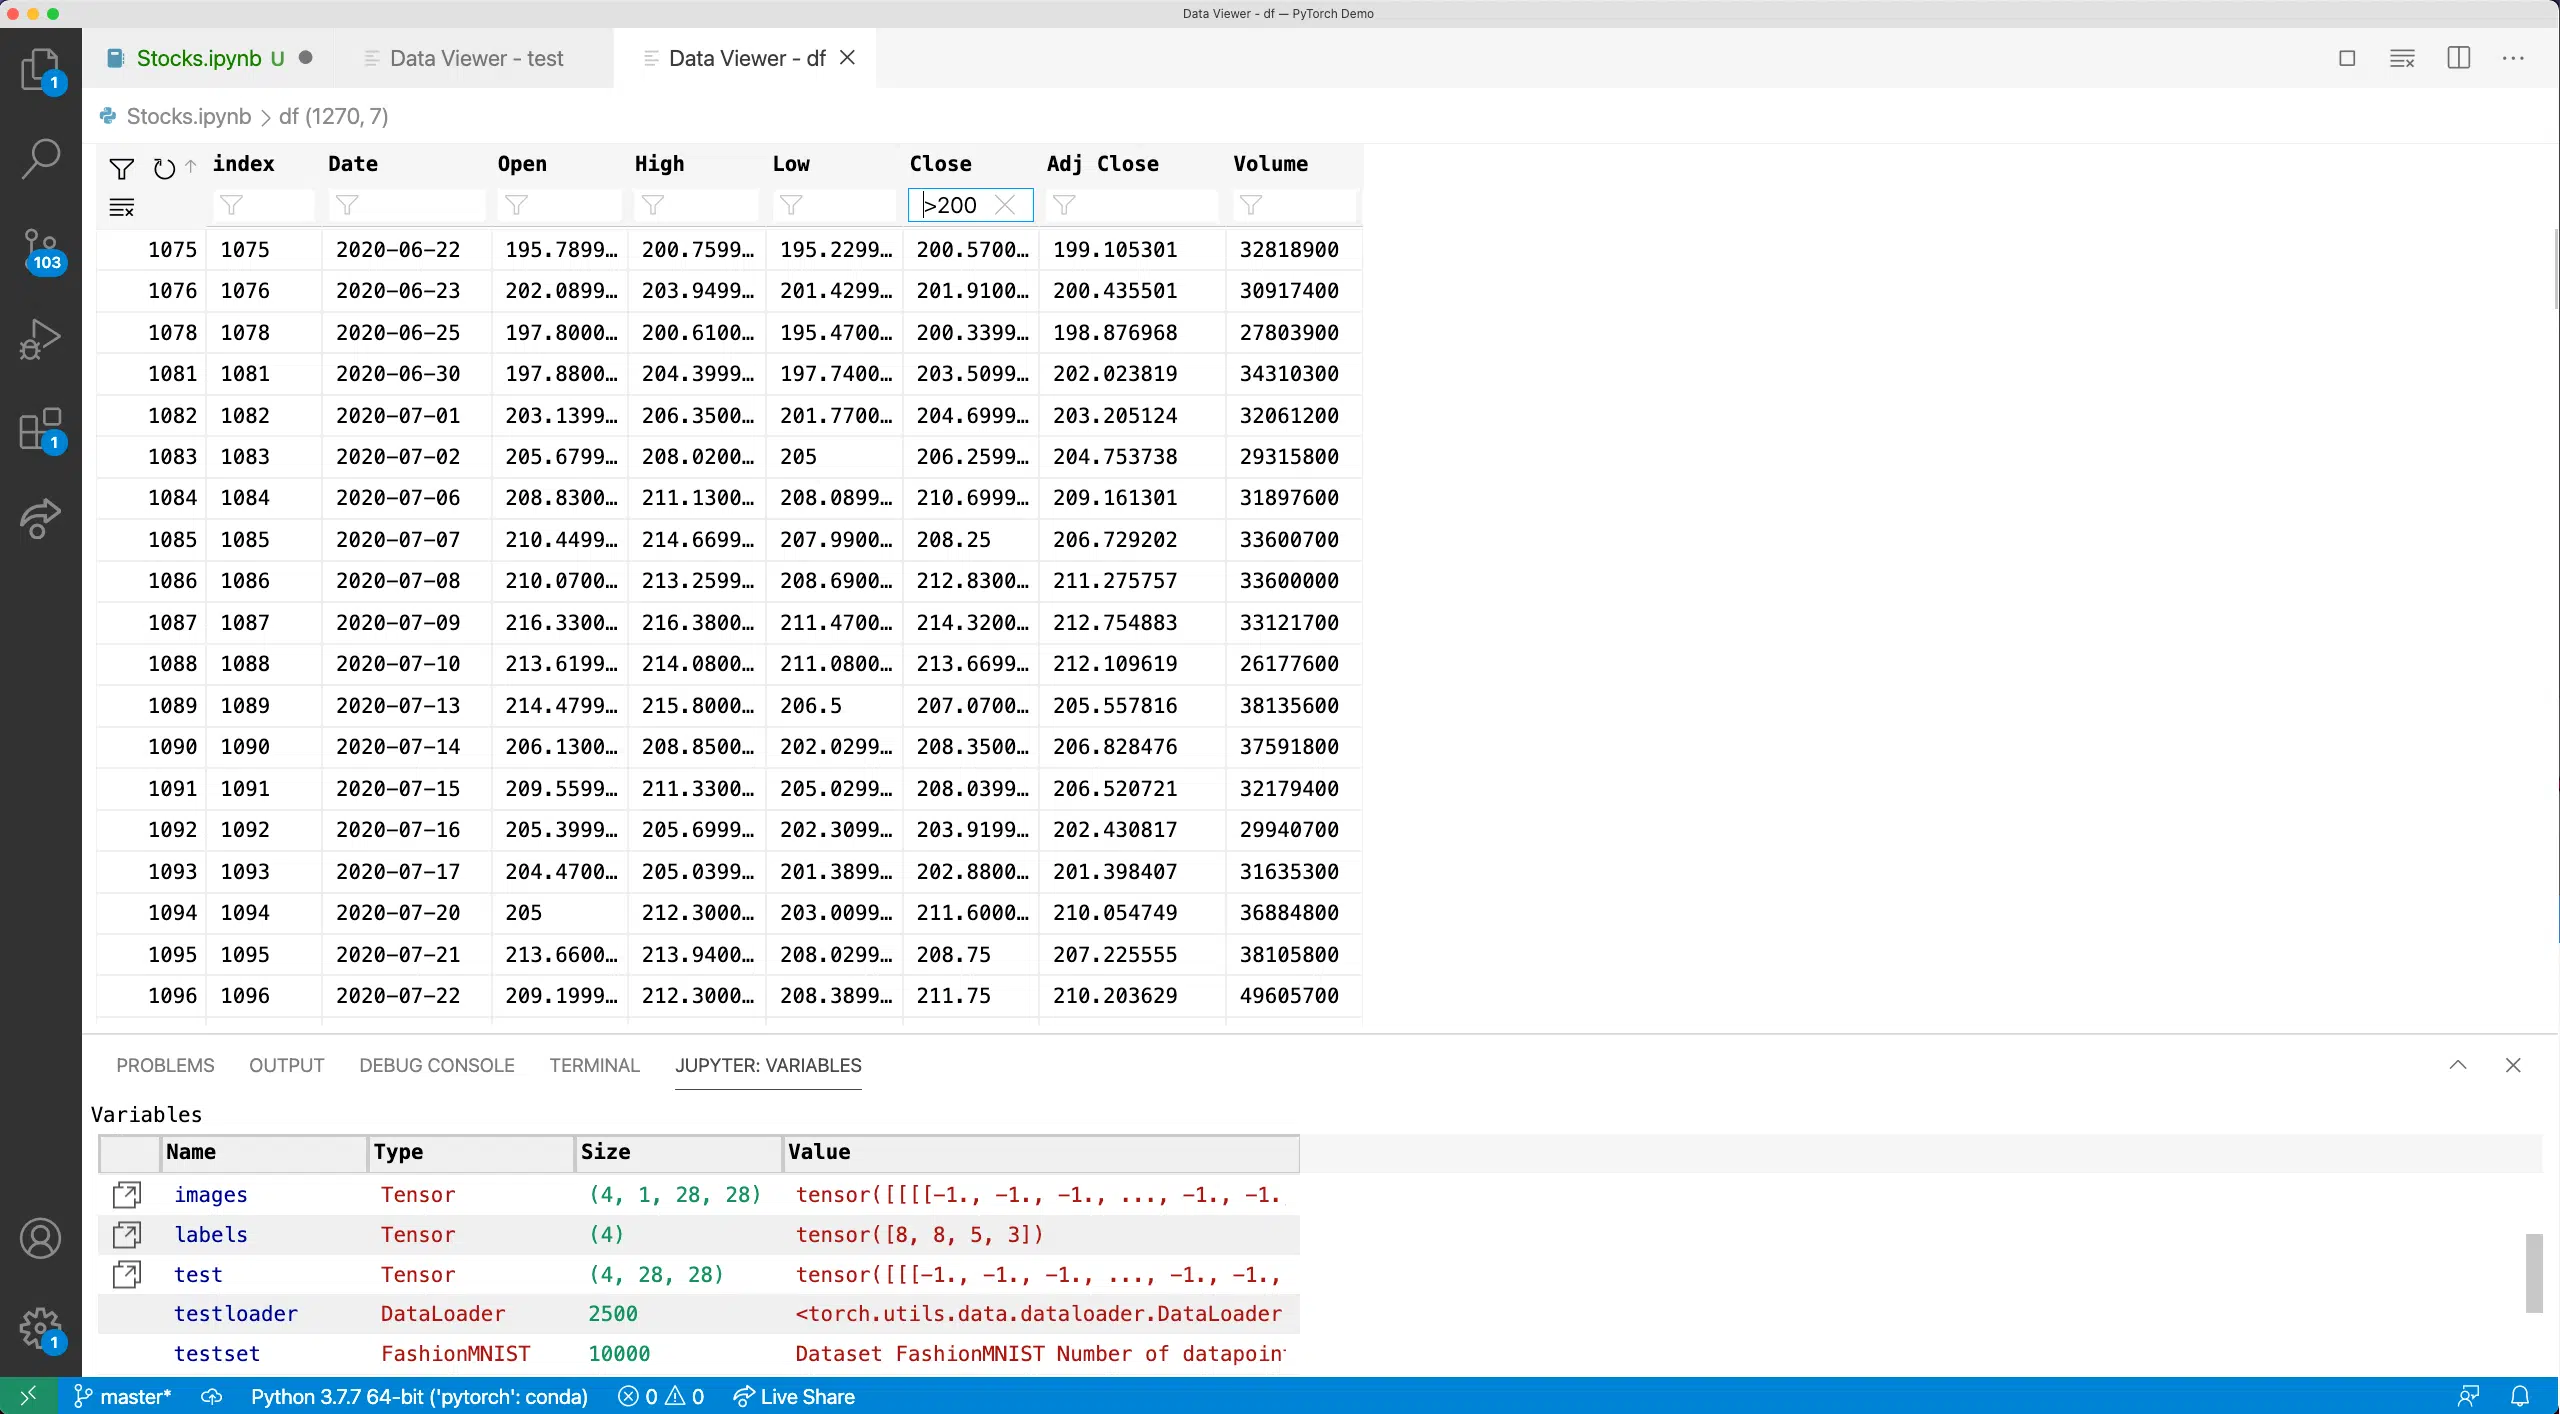 Data Viewer - df — PyTorch Demo
Stocks.ipynb U Data Viewer - test Data Viewer - df
Stocks.ipynb > df (1270, 7)
index Date Open High Low Close Adj Close Volume
>200
1075 1075 2020-06-22 195.7899… 200.7599… 195.2299… 200.5700… 199.105301 32818900
1076 1076 2020-06-23 202.0899… 203.9499… 201.4299… 201.9100… 200.435501 30917400
1078 1078 2020-06-25 197.8000… 200.6100… 195.4700… 200.3399… 198.876968 27803900
1081 1081 2020-06-30 197.8800… 204.3999… 197.7400… 203.5099… 202.023819 34310300
1082 1082 2020-07-01 203.1399… 206.3500… 201.7700… 204.6999… 203.205124 32061200
1083 1083 2020-07-02 205.6799… 208.0200… 205 206.2599… 204.753738 29315800
1084 1084 2020-07-06 208.8300… 211.1300… 208.0899… 210.6999… 209.161301 31897600
1085 1085 2020-07-07 210.4499… 214.6699… 207.9900… 208.25 206.729202 33600700
1086 1086 2020-07-08 210.0700… 213.2599… 208.6900… 212.8300… 211.275757 33600000
1087 1087 2020-07-09 216.3300… 216.3800… 211.4700… 214.3200… 212.754883 33121700
1088 1088 2020-07-10 213.6199… 214.0800… 211.0800… 213.6699… 212.109619 26177600
1089 1089 2020-07-13 214.4799… 215.8000… 206.5 207.0700… 205.557816 38135600
1090 1090 2020-07-14 206.1300… 208.8500… 202.0299… 208.3500… 206.828476 37591800
1091 1091 2020-07-15 209.5599… 211.3300… 205.0299… 208.0399… 206.520721 32179400
1092 1092 2020-07-16 205.3999… 205.6999… 202.3099… 203.9199… 202.430817 29940700
1093 1093 2020-07-17 204.4700… 205.0399… 201.3899… 202.8800… 201.398407 31635300
1094 1094 2020-07-20 205 212.3000… 203.0099… 211.6000… 210.054749 36884800
1095 1095 2020-07-21 213.6600… 213.9400… 208.0299… 208.75 207.225555 38105800
1096 1096 2020-07-22 209.1999… 212.3000… 208.3899… 211.75 210.203629 49605700
1
103
1
1
PROBLEMS OUTPUT DEBUG CONSOLE TERMINAL JUPYTER: VARIABLES
Variables
Name Type Size Value
images Tensor (4, 1, 28, 28) tensor([[[[-1., -1., -1., ..., -1., -1.
labels Tensor (4) tensor([8, 8, 5, 3])
test Tensor (4, 28, 28) tensor([[[-1., -1., -1., ..., -1., -1.,
testloader DataLoader 2500 <torch.utils.data.dataloader.DataLoader
testset FashionMNIST 10000 Dataset FashionMNIST Number of datapoin
master* Python 3.7.7 64-bit ('pytorch': conda) 0 0 Live Share